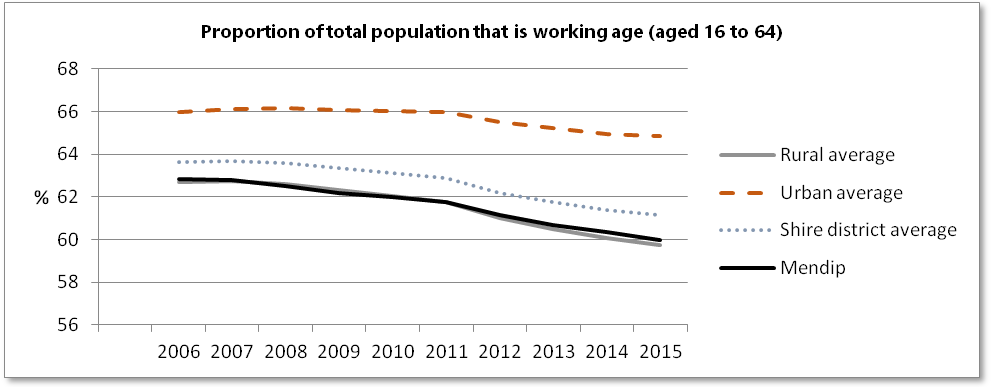 Proportion of total population that is working age (aged 16 to 64)
68
66
64
62
60
58
56
%
2006 2007 2008 2009 2010 2011 2012 2013 2014 2015
Rural average
Urban average
Shire district average
Mendip